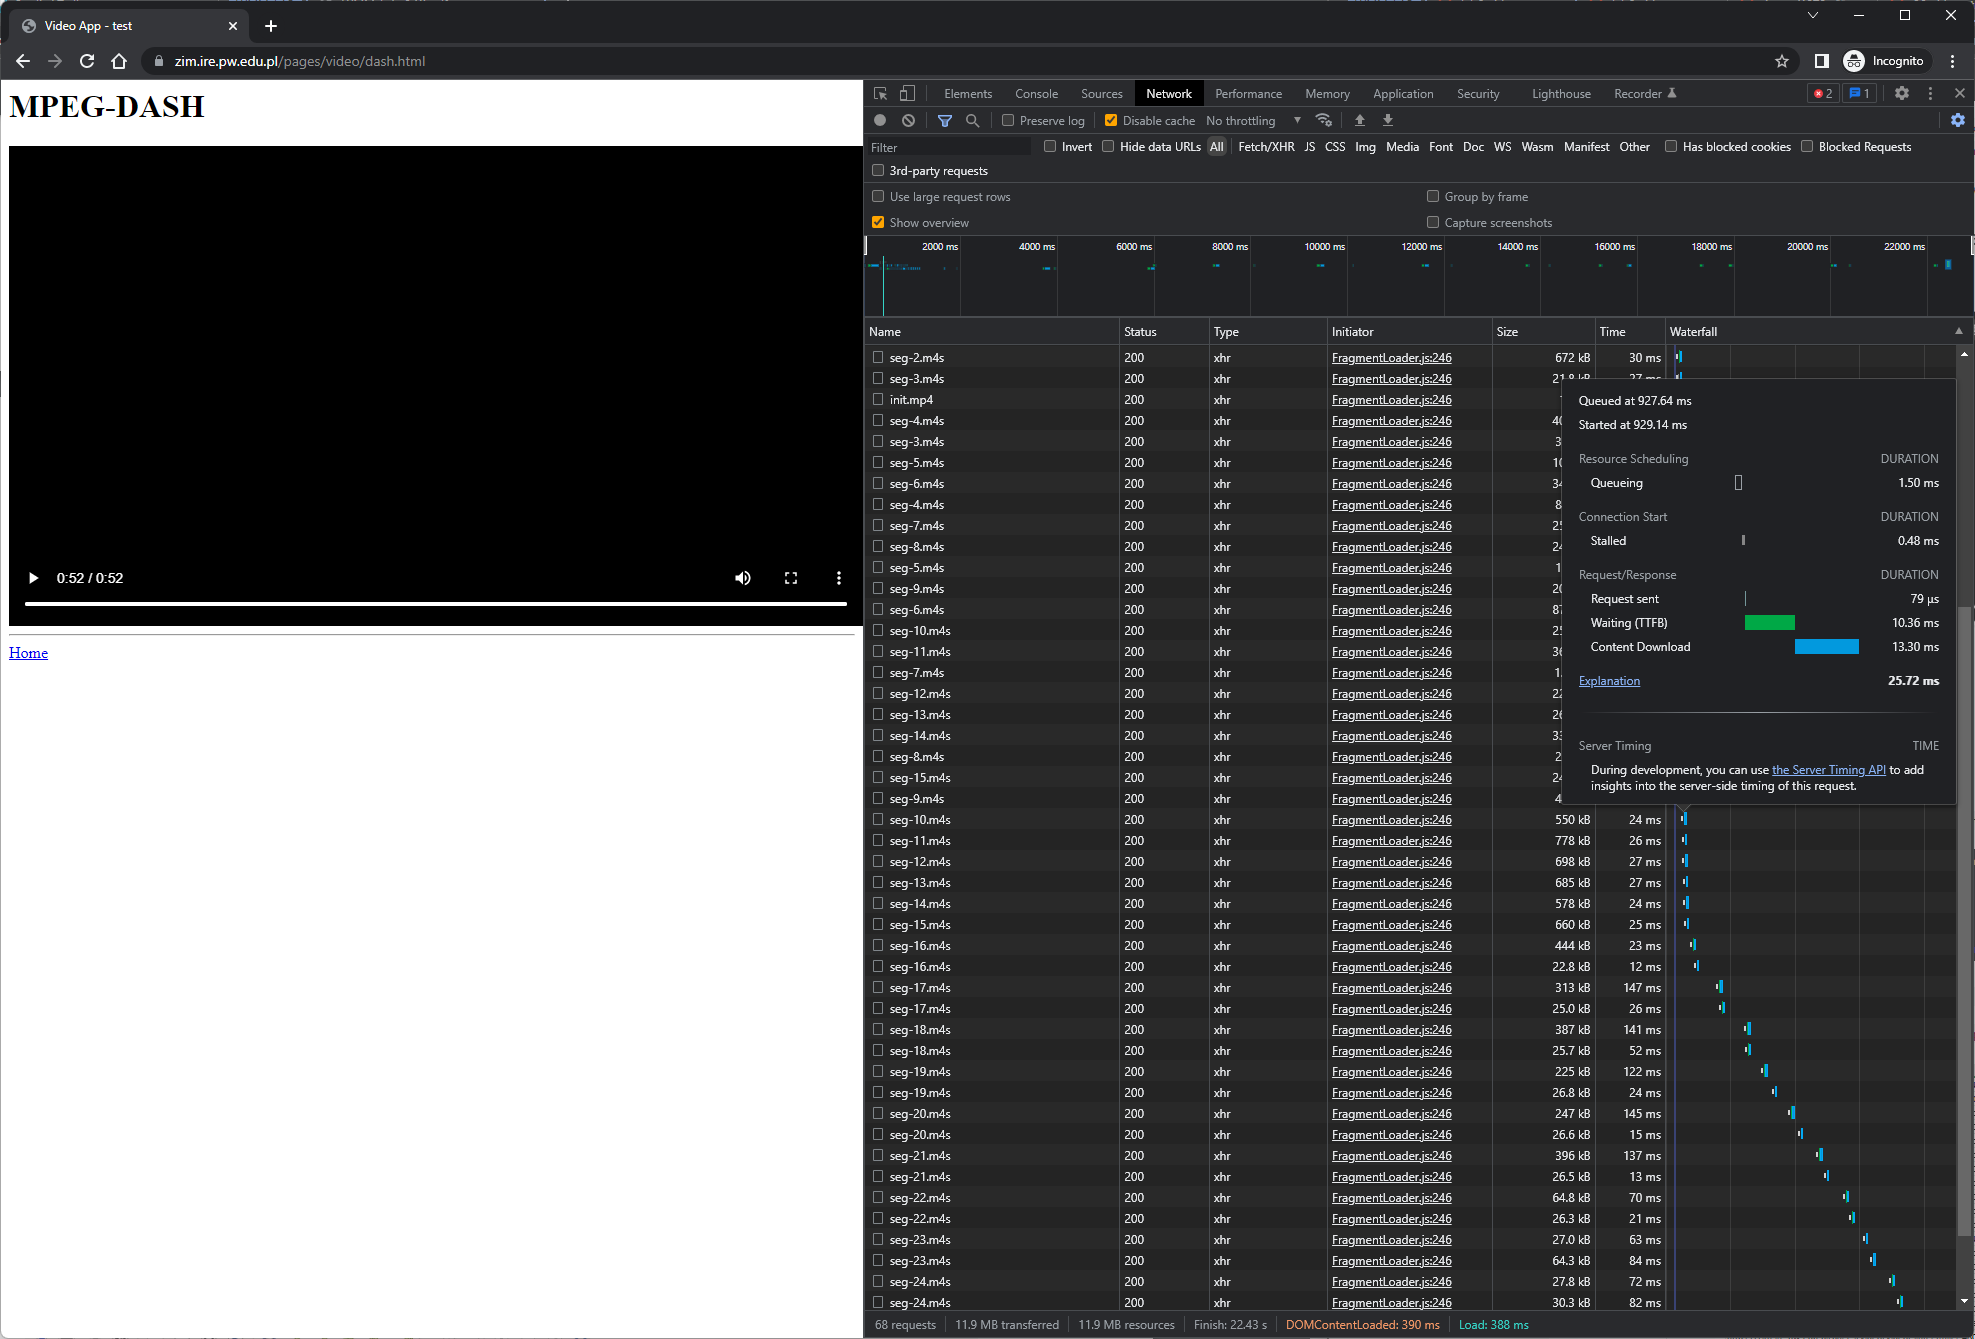 Video App - test
zim.ire.pw.edu.pl/pages/video/dash.html
Incognito
MPEG-DASH
0:52 / 0:52
Home
Elements Console Sources Network Performance Memory Application Security Lighthouse Recorder 2 1
Preserve log Disable cache No throttling
Filter Invert Hide data URLs All Fetch/XHR JS CSS Img Media Font Doc WS Wasm Manifest Other Has blocked cookies Blocked Requests
3rd-party requests
Use large request rows Group by frame
Show overview Capture screenshots
2000 ms 4000 ms 6000 ms 8000 ms 10000 ms 12000 ms 14000 ms 16000 ms 18000 ms 20000 ms 22000 ms
Name Status Type Initiator Size Time Waterfall
seg-2.m4s 200 xhr FragmentLoader.js:246 672 kB 30 ms
seg-3.m4s 200 xhr FragmentLoader.js:246 21.8 kB 27 ms
init.mp4 200 xhr FragmentLoader.js:246
seg-4.m4s 200 xhr FragmentLoader.js:246 40
seg-3.m4s 200 xhr FragmentLoader.js:246 3
seg-5.m4s 200 xhr FragmentLoader.js:246 10
seg-6.m4s 200 xhr FragmentLoader.js:246 34
seg-4.m4s 200 xhr FragmentLoader.js:246 8
seg-7.m4s 200 xhr FragmentLoader.js:246 25
seg-8.m4s 200 xhr FragmentLoader.js:246 24
seg-5.m4s 200 xhr FragmentLoader.js:246 1
seg-9.m4s 200 xhr FragmentLoader.js:246 20
seg-6.m4s 200 xhr FragmentLoader.js:246 87
seg-10.m4s 200 xhr FragmentLoader.js:246 25
seg-11.m4s 200 xhr FragmentLoader.js:246 36
seg-7.m4s 200 xhr FragmentLoader.js:246 1.
seg-12.m4s 200 xhr FragmentLoader.js:246 22
seg-13.m4s 200 xhr FragmentLoader.js:246 26
seg-14.m4s 200 xhr FragmentLoader.js:246 33
seg-8.m4s 200 xhr FragmentLoader.js:246 2
seg-15.m4s 200 xhr FragmentLoader.js:246 24
seg-9.m4s 200 xhr FragmentLoader.js:246 4
seg-10.m4s 200 xhr FragmentLoader.js:246 550 kB 24 ms
seg-11.m4s 200 xhr FragmentLoader.js:246 778 kB 26 ms
seg-12.m4s 200 xhr FragmentLoader.js:246 698 kB 27 ms
seg-13.m4s 200 xhr FragmentLoader.js:246 685 kB 27 ms
seg-14.m4s 200 xhr FragmentLoader.js:246 578 kB 24 ms
seg-15.m4s 200 xhr FragmentLoader.js:246 660 kB 25 ms
seg-16.m4s 200 xhr FragmentLoader.js:246 444 kB 23 ms
seg-16.m4s 200 xhr FragmentLoader.js:246 22.8 kB 12 ms
seg-17.m4s 200 xhr FragmentLoader.js:246 313 kB 147 ms
seg-17.m4s 200 xhr FragmentLoader.js:246 25.0 kB 26 ms
seg-18.m4s 200 xhr FragmentLoader.js:246 387 kB 141 ms
seg-18.m4s 200 xhr FragmentLoader.js:246 25.7 kB 52 ms
seg-19.m4s 200 xhr FragmentLoader.js:246 225 kB 122 ms
seg-19.m4s 200 xhr FragmentLoader.js:246 26.8 kB 24 ms
seg-20.m4s 200 xhr FragmentLoader.js:246 247 kB 145 ms
seg-20.m4s 200 xhr FragmentLoader.js:246 26.6 kB 15 ms
seg-21.m4s 200 xhr FragmentLoader.js:246 396 kB 137 ms
seg-21.m4s 200 xhr FragmentLoader.js:246 26.5 kB 13 ms
seg-22.m4s 200 xhr FragmentLoader.js:246 64.8 kB 70 ms
seg-22.m4s 200 xhr FragmentLoader.js:246 26.3 kB 21 ms
seg-23.m4s 200 xhr FragmentLoader.js:246 27.0 kB 63 ms
seg-23.m4s 200 xhr FragmentLoader.js:246 64.3 kB 84 ms
seg-24.m4s 200 xhr FragmentLoader.js:246 27.8 kB 72 ms
seg-24.m4s 200 xhr FragmentLoader.js:246 30.3 kB 82 ms
Queued at 927.64 ms
Started at 929.14 ms
Resource Scheduling DURATION
Queueing 1.50 ms
Connection Start DURATION
Stalled 0.48 ms
Request/Response DURATION
Request sent 79 µs
Waiting (TTFB) 10.36 ms
Content Download 13.30 ms
Explanation 25.72 ms
Server Timing TIME
During development, you can use the Server Timing API to add
insights into the server-side timing of this request.
68 requests 11.9 MB transferred 11.9 MB resources Finish: 22.43 s DOMContentLoaded: 390 ms Load: 388 ms